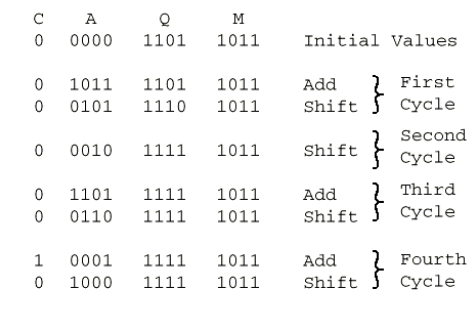 C A Q M
0 0000 1101 1011 Initial Values
0 1011 1101 1011 Add First
0 0101 1110 1011 Shift Cycle
Second
0 0010 1111 1011 Shift
Cycle
0 1101 1111 1011 Add Third
0 0110 1111 1011 Shift Cycle
1 0001 1111 1011 Add Fourth
0 1000 1111 1011 Shift Cycle